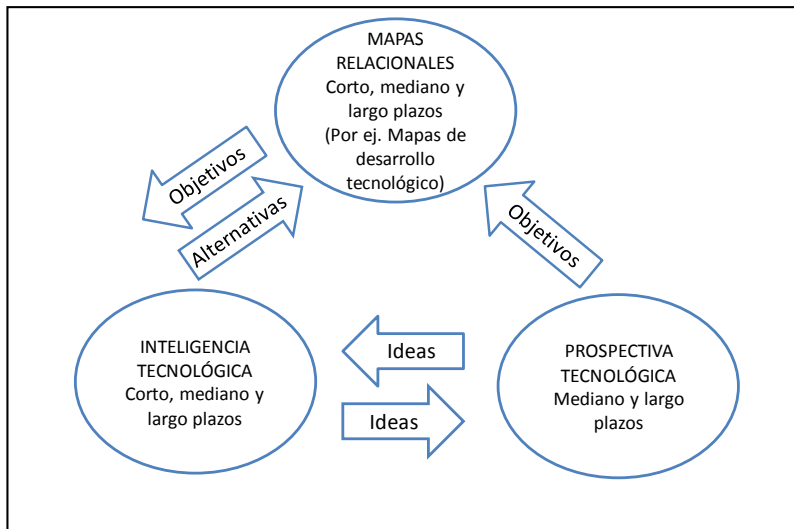 MAPAS
RELACIONALES
Corto, mediano y
largo plazos
(Por ej. Mapas de
desarrollo
tecnológico)
Objetivos
Alternativas
Objetivos
INTELIGENCIA
TECNOLÓGICA
Corto, mediano y
largo plazos
Ideas
Ideas
PROSPECTIVA
TECNOLÓGICA
Mediano y largo
plazos